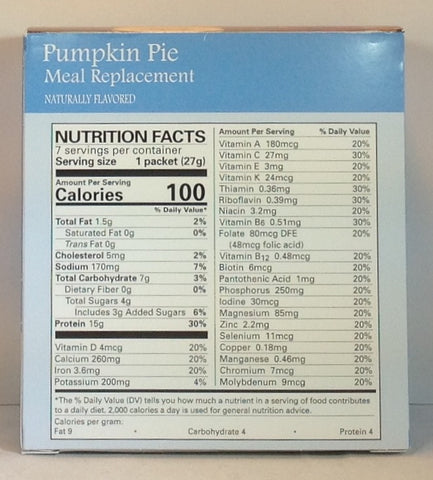 Pumpkin Pie
Meal Replacement
NATURALLY FLAVORED
NUTRITION FACTS
7 servings per container
Serving size 1 packet (27g)
Amount Per Serving
Calories 100
% Daily Value*
Total Fat 1.5g 2%
Saturated Fat 0g 0%
Trans Fat 0g
Cholesterol 5mg 2%
Sodium 170mg 7%
Total Carbohydrate 7g 3%
Dietary Fiber 0g 0%
Total Sugars 4g
Includes 3g Added Sugars 6%
Protein 15g 30%
Vitamin D 4mcg 20%
Calcium 260mg 20%
Iron 3.6mg 20%
Potassium 200mg 4%
Amount Per Serving % Daily Value
Vitamin A 180mcg 20%
Vitamin C 27mg 30%
Vitamin E 3mg 20%
Vitamin K 24mcg 20%
Thiamin 0.36mg 30%
Riboflavin 0.39mg 30%
Niacin 3.2mg 20%
Vitamin B6 0.51mg 30%
Folate 80mcg DFE 20%
(48mcg folic acid)
Vitamin B12 0.48mcg 20%
Biotin 6mcg 20%
Pantothenic Acid 1mg 20%
Phosphorus 250mg 20%
Iodine 30mcg 20%
Magnesium 85mg 20%
Zinc 2.2mg 20%
Selenium 11mcg 20%
Copper 0.18mg 20%
Manganese 0.46mg 20%
Chromium 7mcg 20%
Molybdenum 9mcg 20%
*The % Daily Value (DV) tells you how much a nutrient in a serving of food contributes
to a daily diet. 2,000 calories a day is used for general nutrition advice.
Calories per gram:
Fat 9 • Carbohydrate 4 • Protein 4